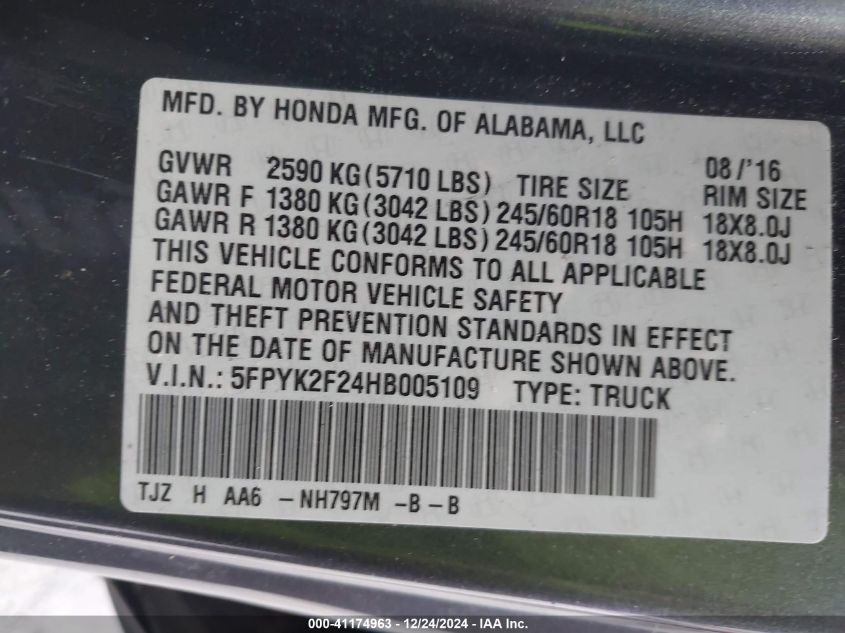 MFD. BY HONDA MFG. OF ALABAMA, LLC
08/'16
GVWR 2590 KG(5710 LBS) TIRE SIZE RIM SIZE
GAWR F 1380 KG(3042 LBS) 245/60R18 105H 18X8.0J
GAWR R 1380 KG(3042 LBS) 245/60R18 105H 18X8.0J
THIS VEHICLE CONFORMS TO ALL APPLICABLE
FEDERAL MOTOR VEHICLE SAFETY
AND THEFT PREVENTION STANDARDS IN EFFECT
ON THE DATE OF MANUFACTURE SHOWN ABOVE.
V.I.N.: 5FPYK2F24HB005109 TYPE: TRUCK
TJZ H AA6 -NH797M -B -B
000-41174963 - 12/24/2024 - IAA Inc.